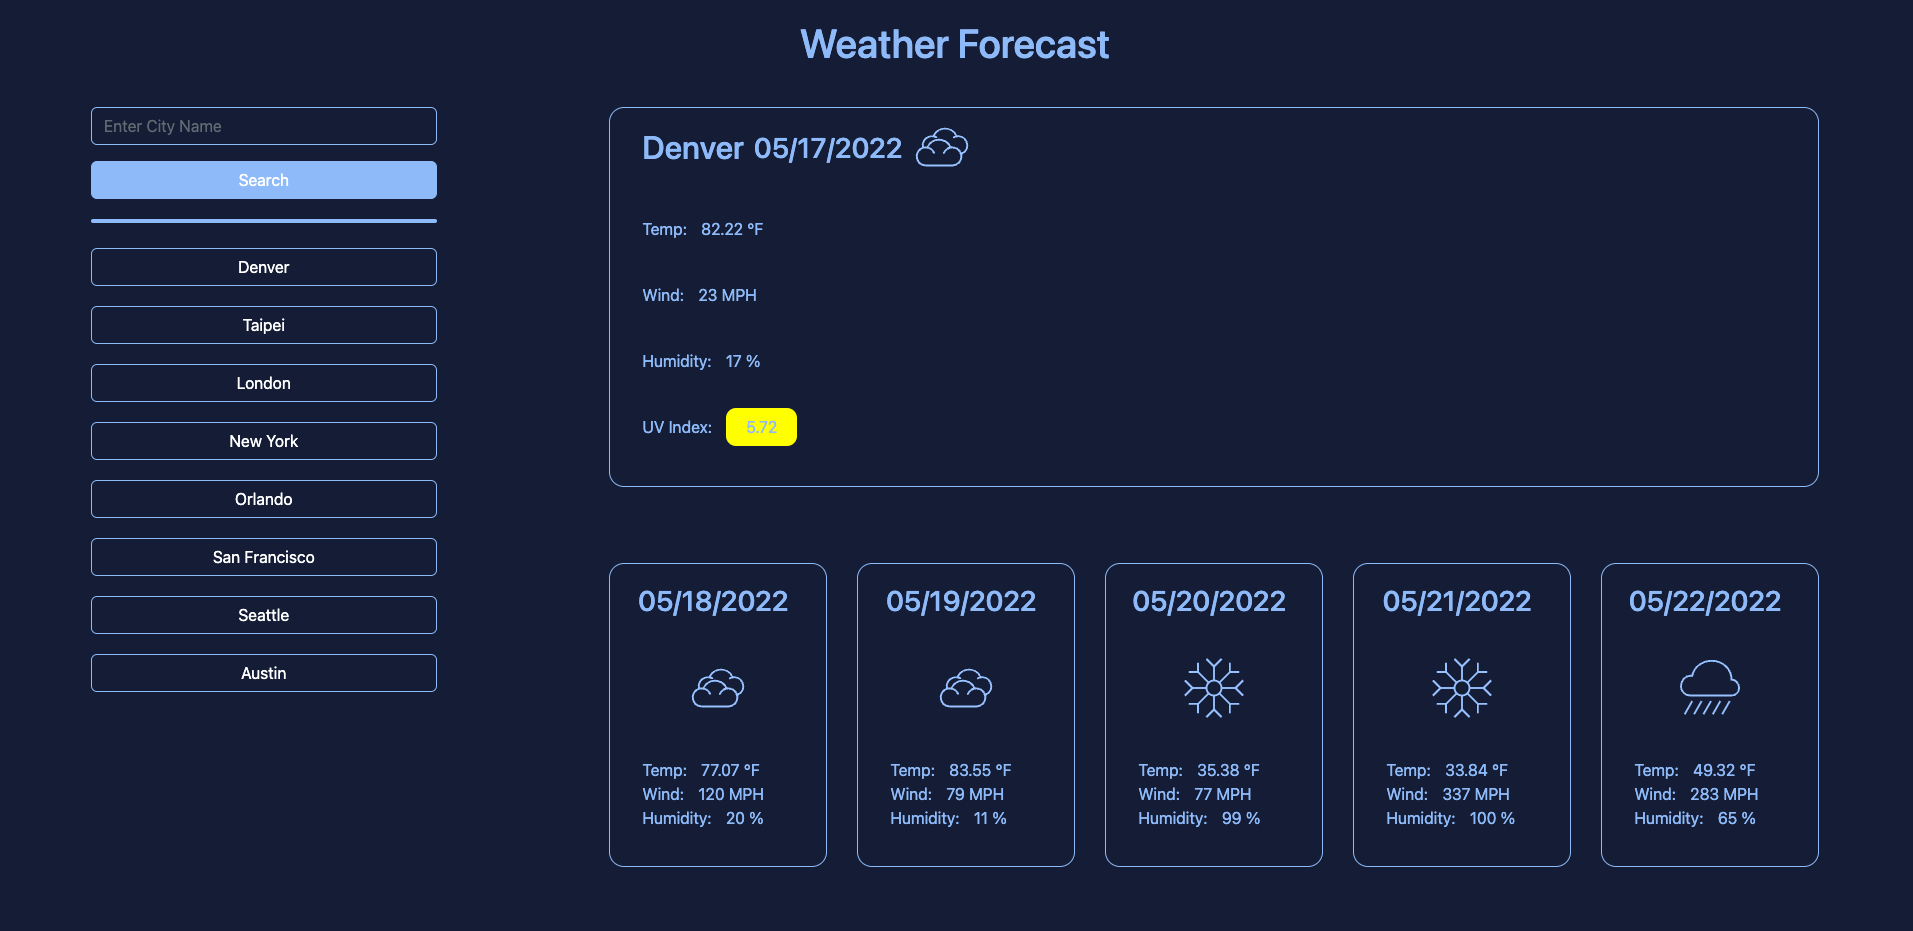 Weather Forecast
Enter City Name
Search
Denver
Taipei
London
New York
Orlando
San Francisco
Seattle
Austin
Denver 05/17/2022
Temp: 82.22 °F
Wind: 23 MPH
Humidity: 17 %
UV Index: 5.72
05/18/2022
Temp: 77.07 °F
Wind: 120 MPH
Humidity: 20 %
05/19/2022
Temp: 83.55 °F
Wind: 79 MPH
Humidity: 11 %
05/20/2022
Temp: 35.38 °F
Wind: 77 MPH
Humidity: 99 %
05/21/2022
Temp: 33.84 °F
Wind: 337 MPH
Humidity: 100 %
05/22/2022
Temp: 49.32 °F
Wind: 283 MPH
Humidity: 65 %